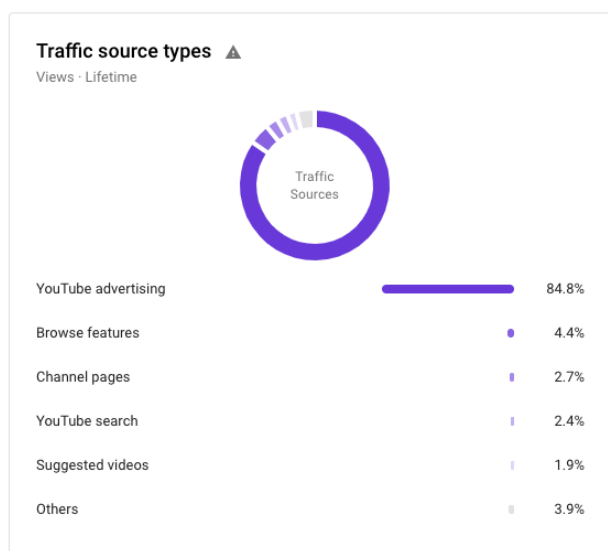 Traffic source types
Views · Lifetime
Traffic
Sources
YouTube advertising 84.8%
Browse features 4.4%
Channel pages 2.7%
YouTube search 2.4%
Suggested videos 1.9%
Others 3.9%